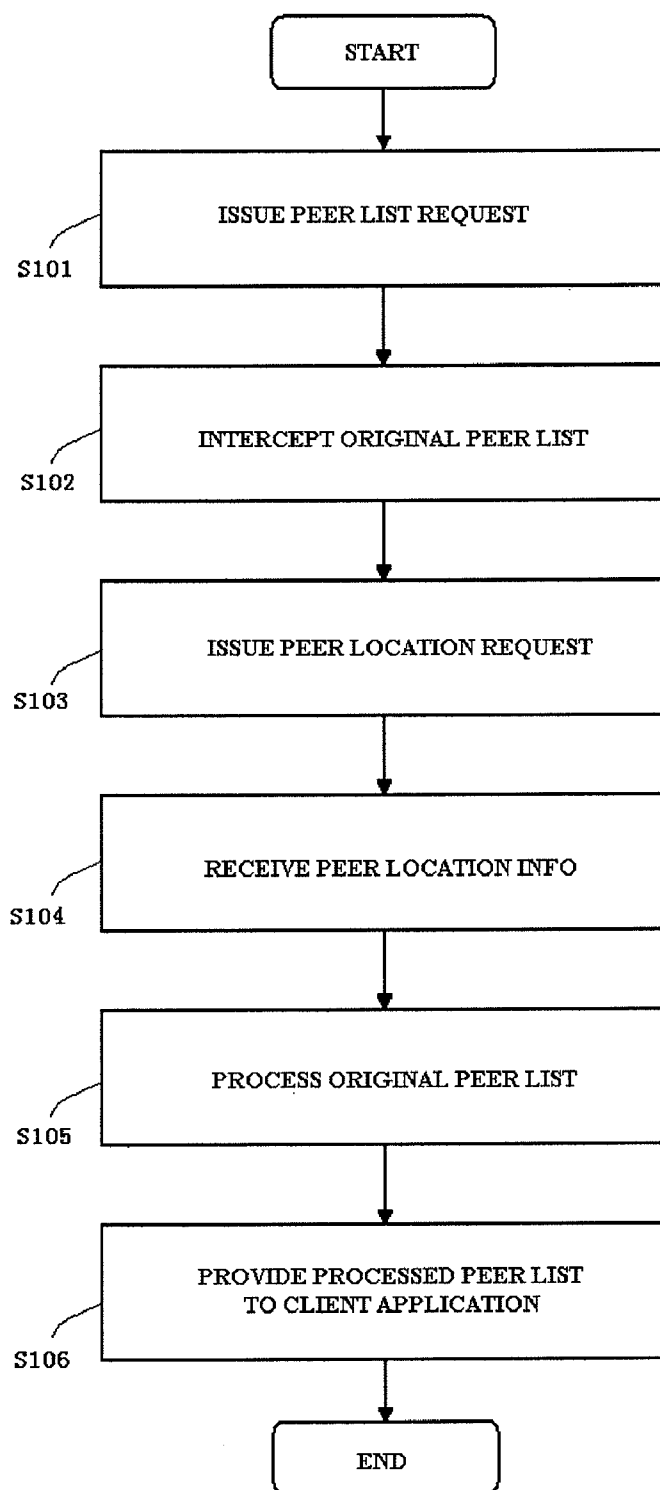 START
ISSUE PEER LIST REQUEST
S101
INTERCEPT ORIGINAL PEER LIST
S102
ISSUE PEER LOCATION REQUEST
S103
RECEIVE PEER LOCATION INFO
S104
PROCESS ORIGINAL PEER LIST
S105
PROVIDE PROCESSED PEER LIST
TO CLIENT APPLICATION
S106
END